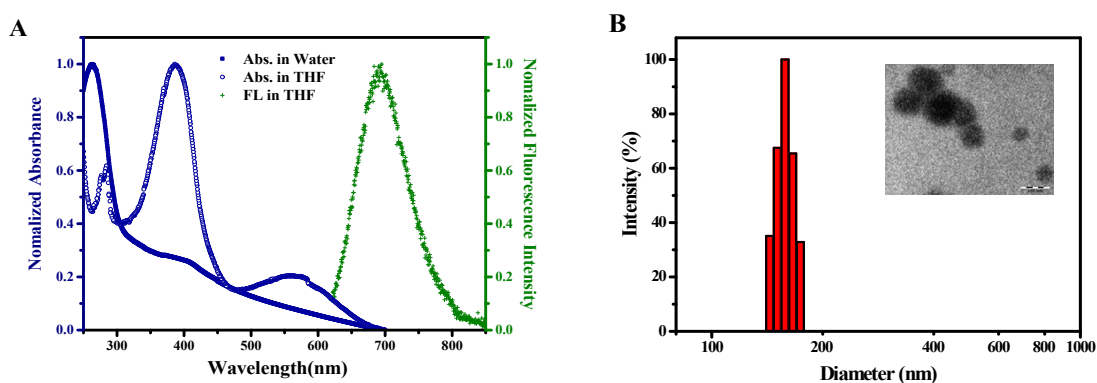 A
B
Abs. in Water
Abs. in THF
FL in THF
Nomalized Absorbance
Nomalized Fluorescence Intensity
1.0
0.8
0.6
0.4
0.2
0.0
1.0
0.8
0.6
0.4
0.2
0.0
300 400 500 600 700 800
Wavelength(nm)
Intensity (%)
100
80
60
40
20
0
100 200 400 600 800 1000
Diameter (nm)